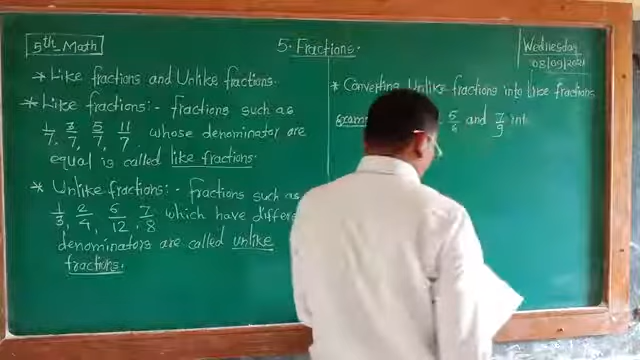 5th Math
5. Fractions.
Wednesday
08/09/2021
* Like fractions and Unlike fractions.
* Like fractions:- fractions such as
1/7, 3/7, 5/7, 11/7, whose denominator are
equal is called like fractions.
* Unlike fractions:- fractions such as
1/3, 2/4, 5/12, 7/8 which have differe
denominators are called unlike
fractions.
* Converting Unlike fractions into like fractions
Exam
and 7/9 int